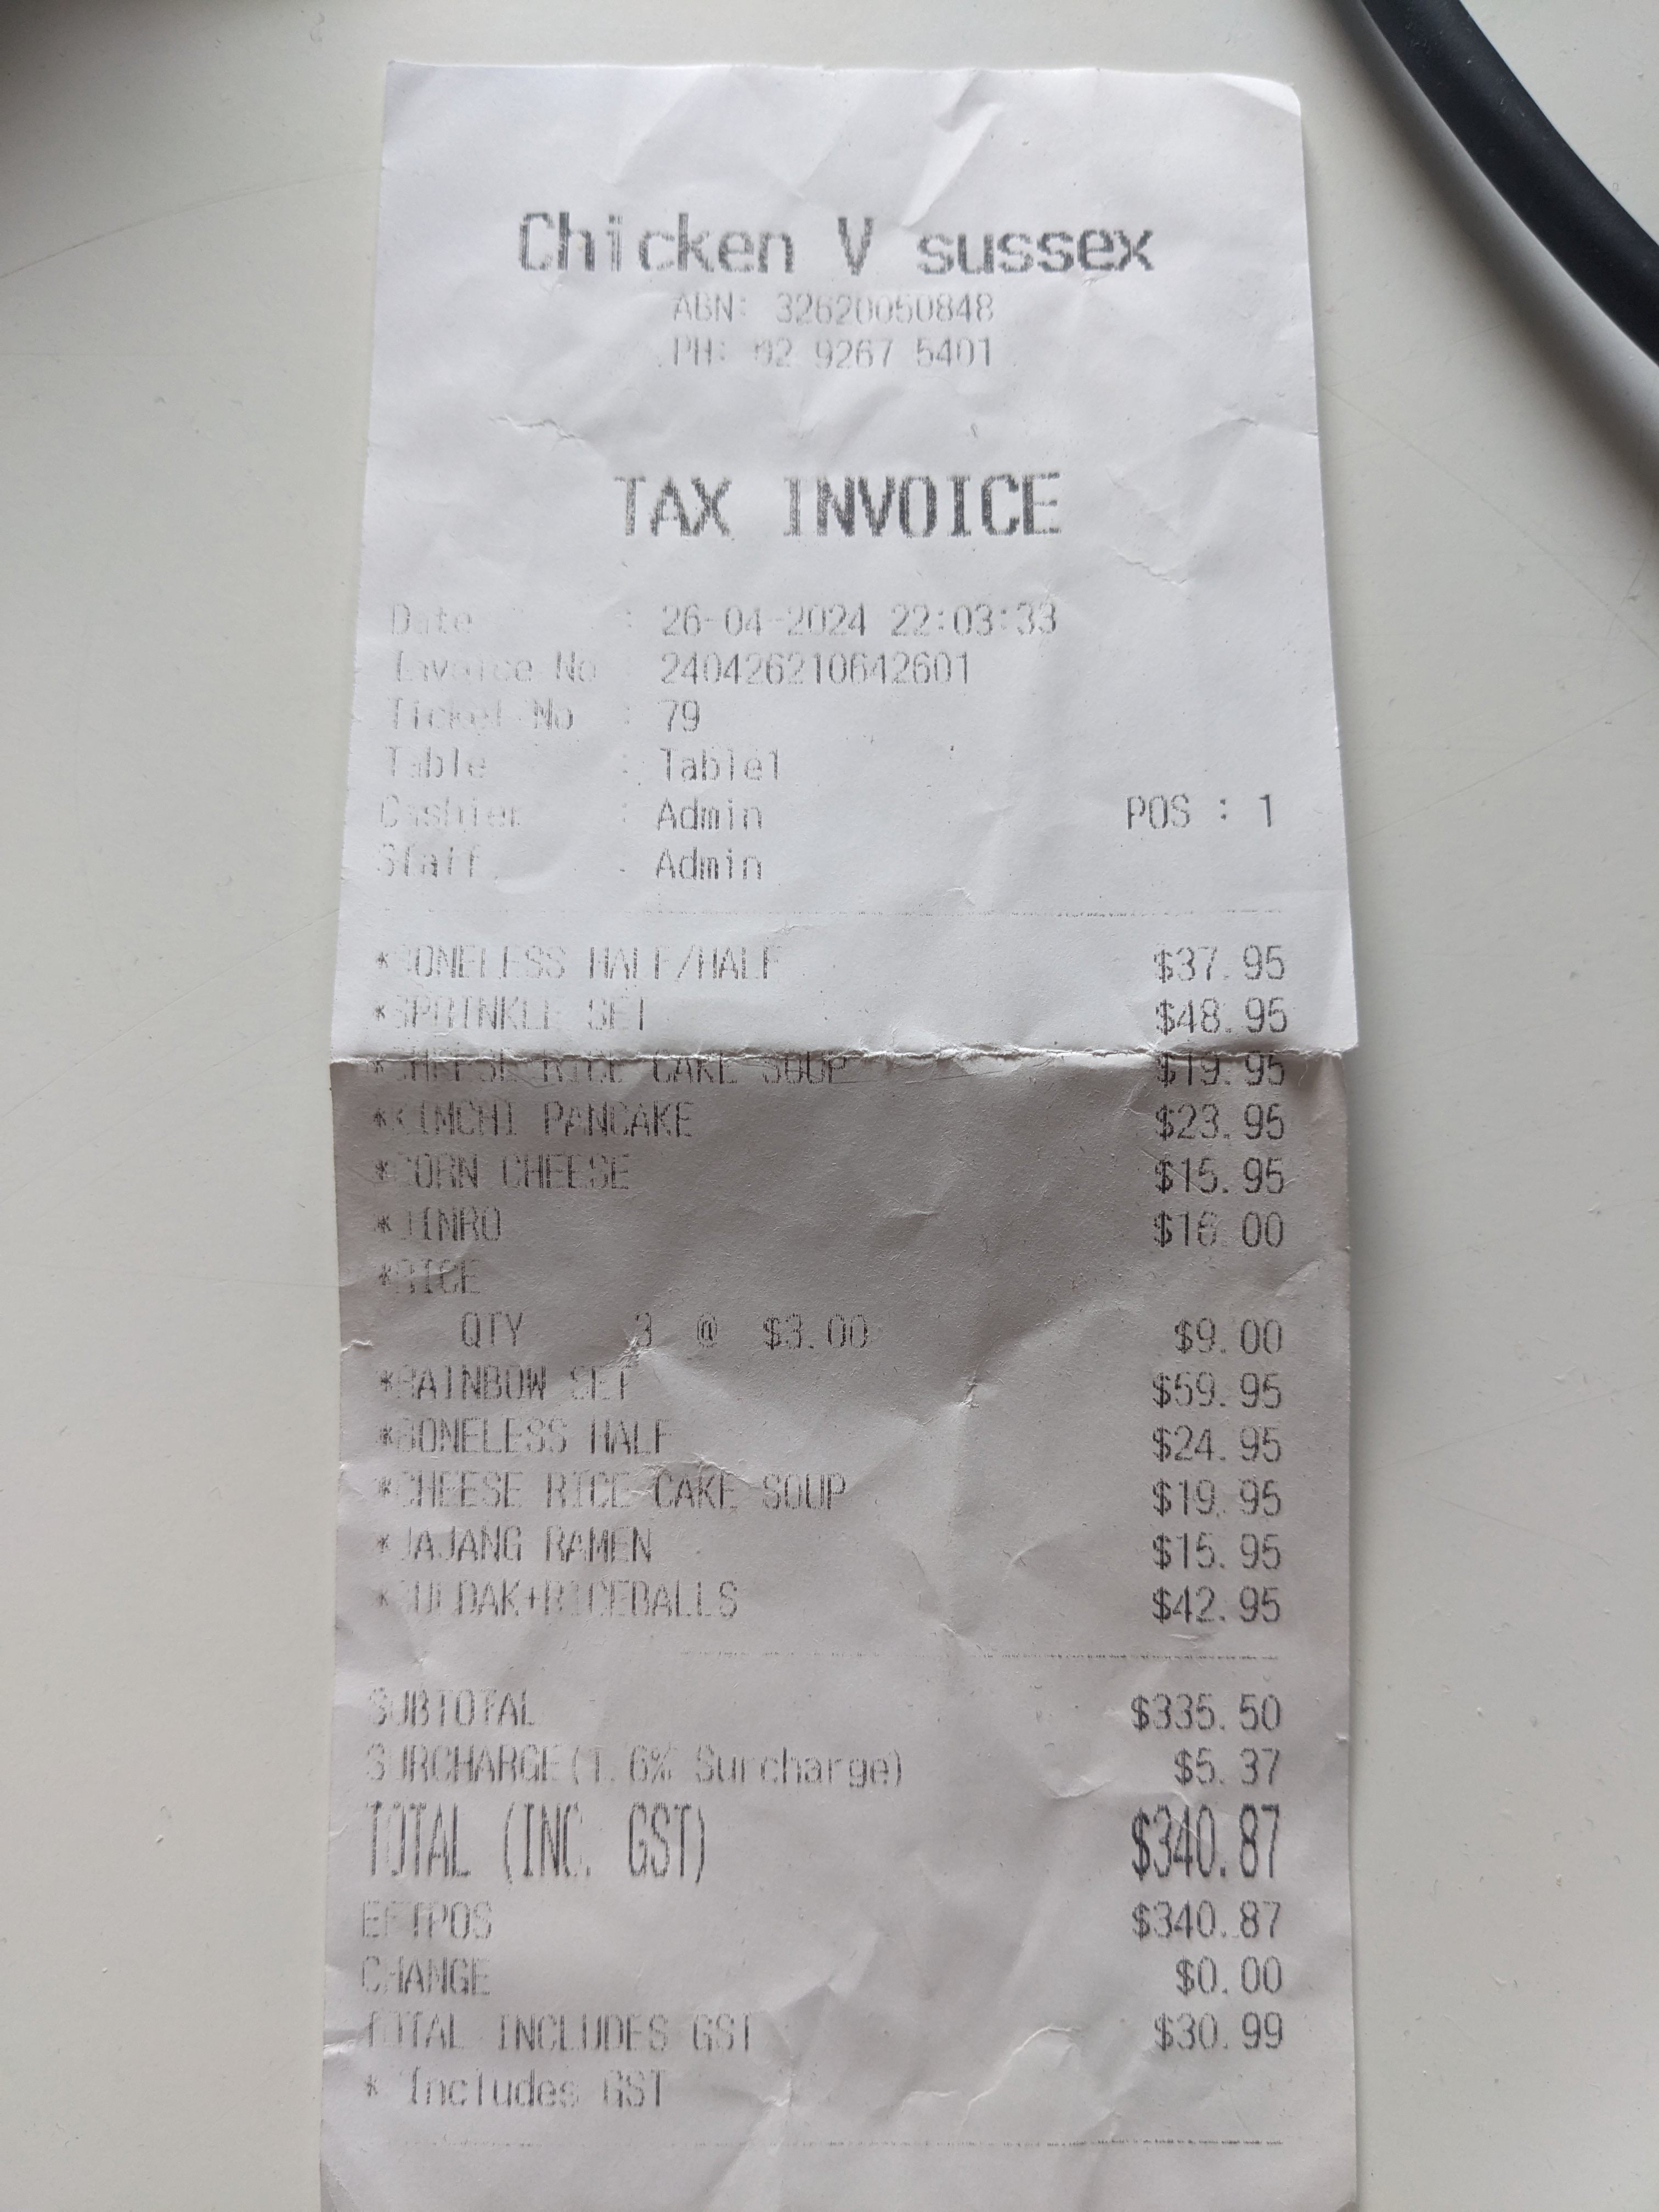 Chicken V sussex
ABN: 32620050848
PH: 02 9267 5401
TAX INVOICE
Date : 26-04-2024 22:03:33
Invoice No : 240426210642601
Ticket No : 79
Table : Table1
Cashier : Admin POS : 1
Staff : Admin
*BONELESS HALF/HALF $37.95
*SPRINKLE SET $48.95
*CHEESE RICE CAKE SOUP $19.95
*KIMCHI PANCAKE $23.95
*CORN CHEESE $15.95
*JINRO $16.00
*RICE
QTY 3 @ $3.00 $9.00
*RAINBOW SET $59.95
*BONELESS HALF $24.95
*CHEESE RICE CAKE SOUP $19.95
*JAJANG RAMEN $15.95
*BULDAK+RICEBALLS $42.95
SUBTOTAL $335.50
SURCHARGE(1.6% Surcharge) $5.37
TOTAL (INC. GST) $340.87
EFTPOS $340.87
CHANGE $0.00
TOTAL INCLUDES GST $30.99
* Includes GST